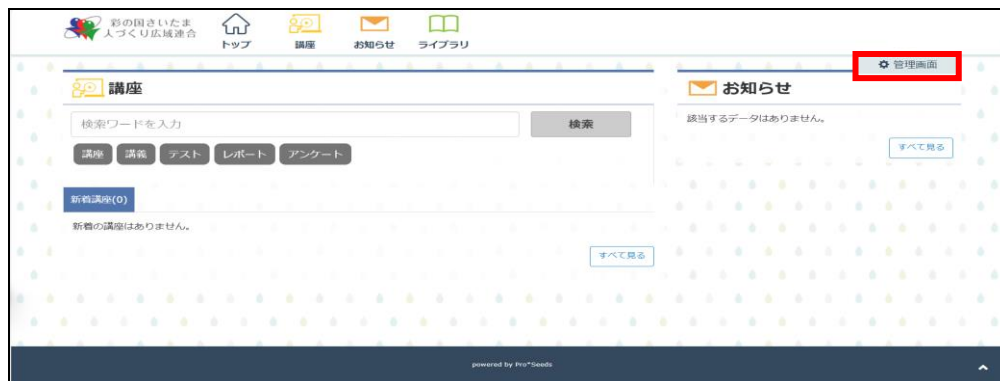 彩の国さいたま
人づくり広域連合
トップ
講座
お知らせ
ライブラリ
管理画面
講座
検索ワードを入力
検索
講座 講義 テスト レポート アンケート
新着講座(0)
新着の講座はありません。
すべて見る
お知らせ
該当するデータはありません。
すべて見る
powered by Pro*Seeds